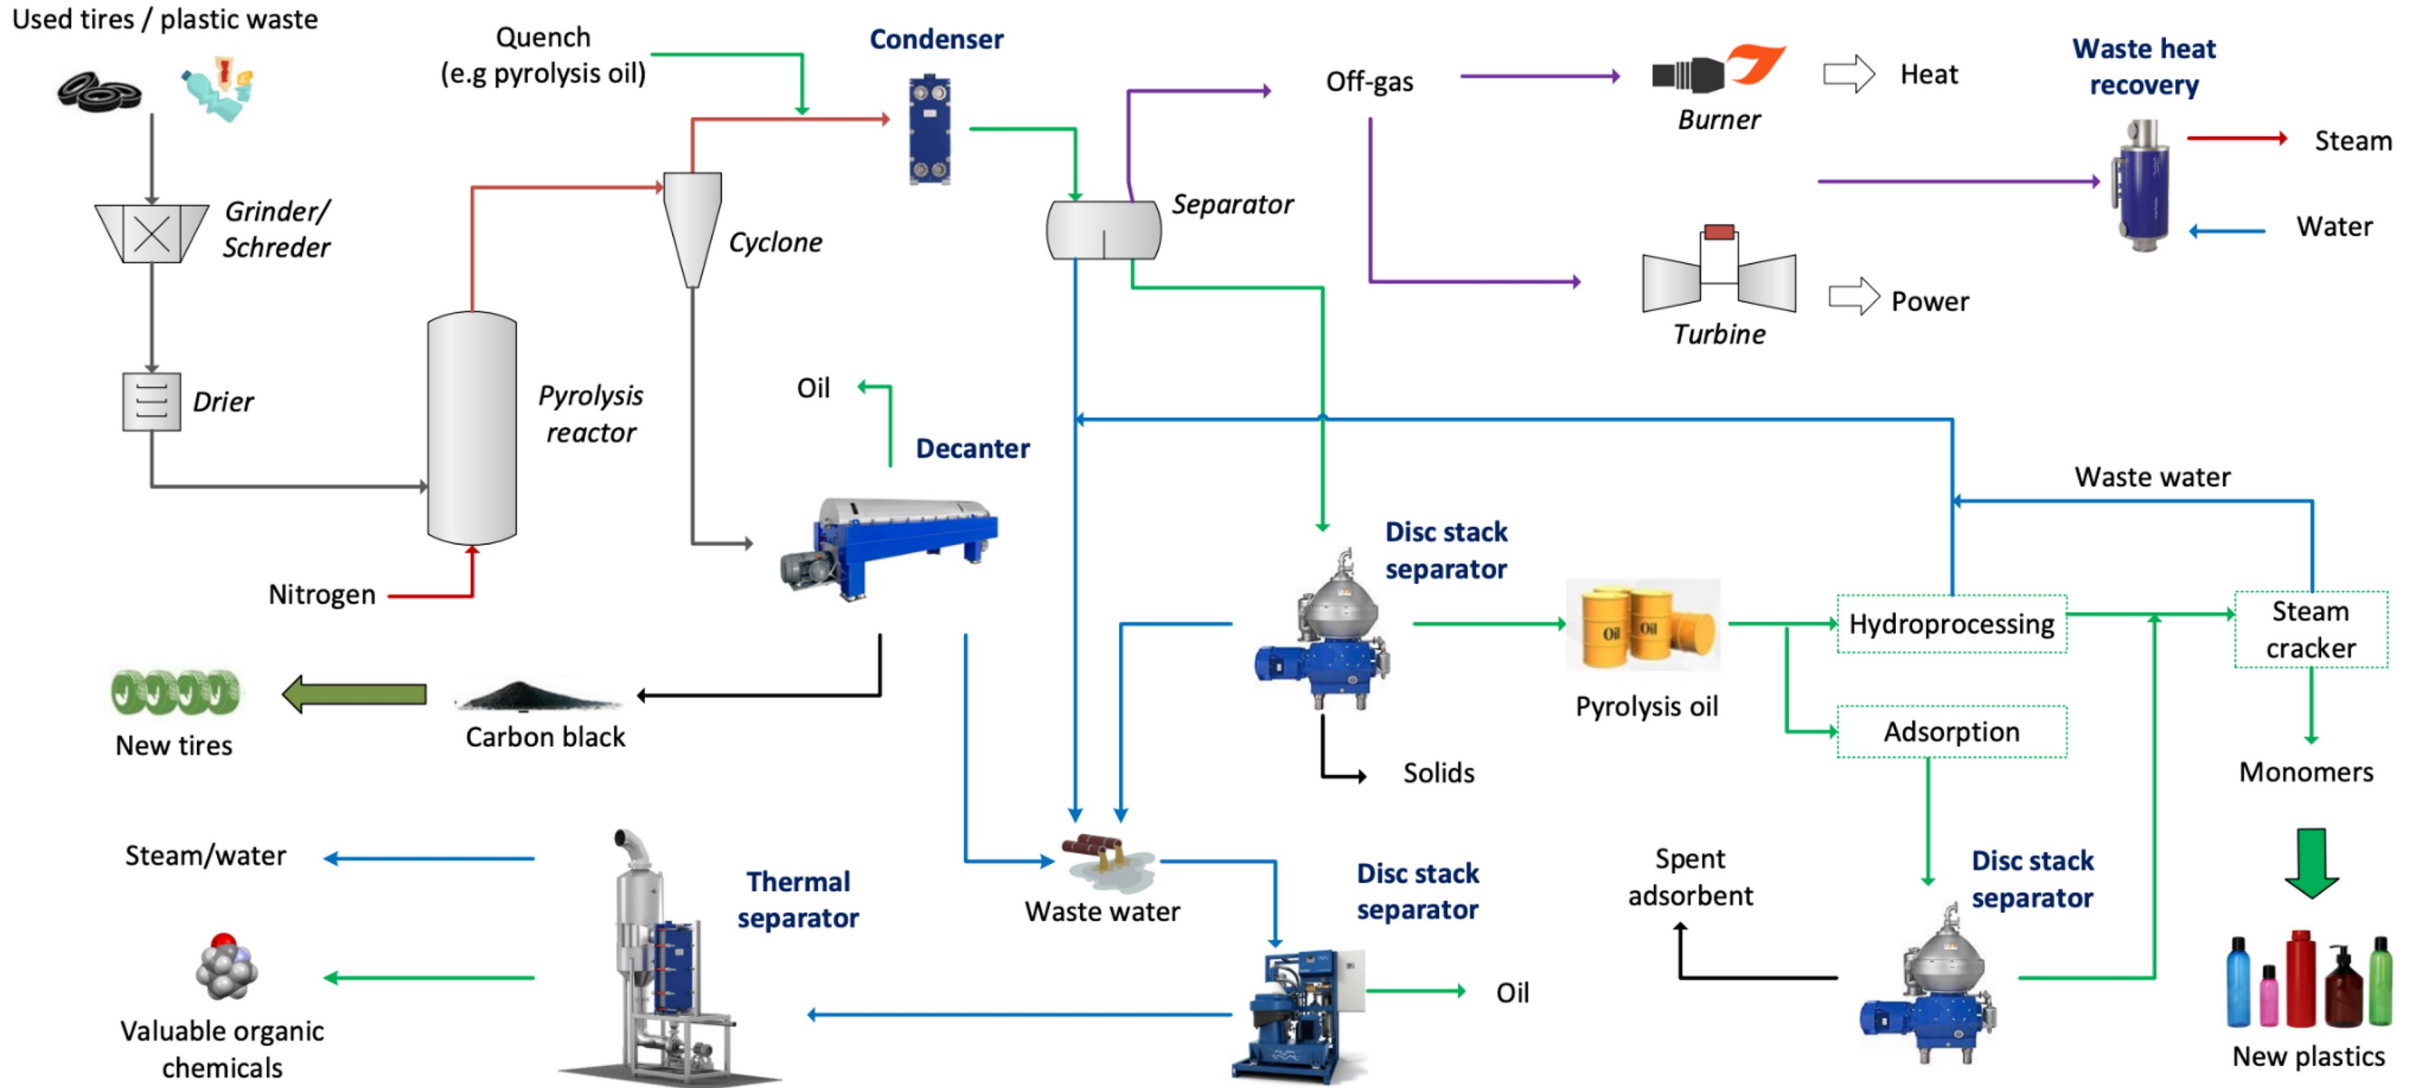 Used tires / plastic waste
Quench
(e.g pyrolysis oil)
Condenser
Off-gas
Burner
Heat
Waste heat
recovery
Steam
Water
Grinder/
Schreder
Cyclone
Separator
Turbine
Power
Drier
Pyrolysis
reactor
Oil
Decanter
Nitrogen
Waste water
Disc stack
separator
Oil
Oil
Pyrolysis oil
Hydroprocessing
Steam
cracker
Adsorption
New tires
Carbon black
Solids
Monomers
Steam/water
Thermal
separator
Waste water
Disc stack
separator
Spent
adsorbent
Disc stack
separator
Oil
Valuable organic
chemicals
New plastics